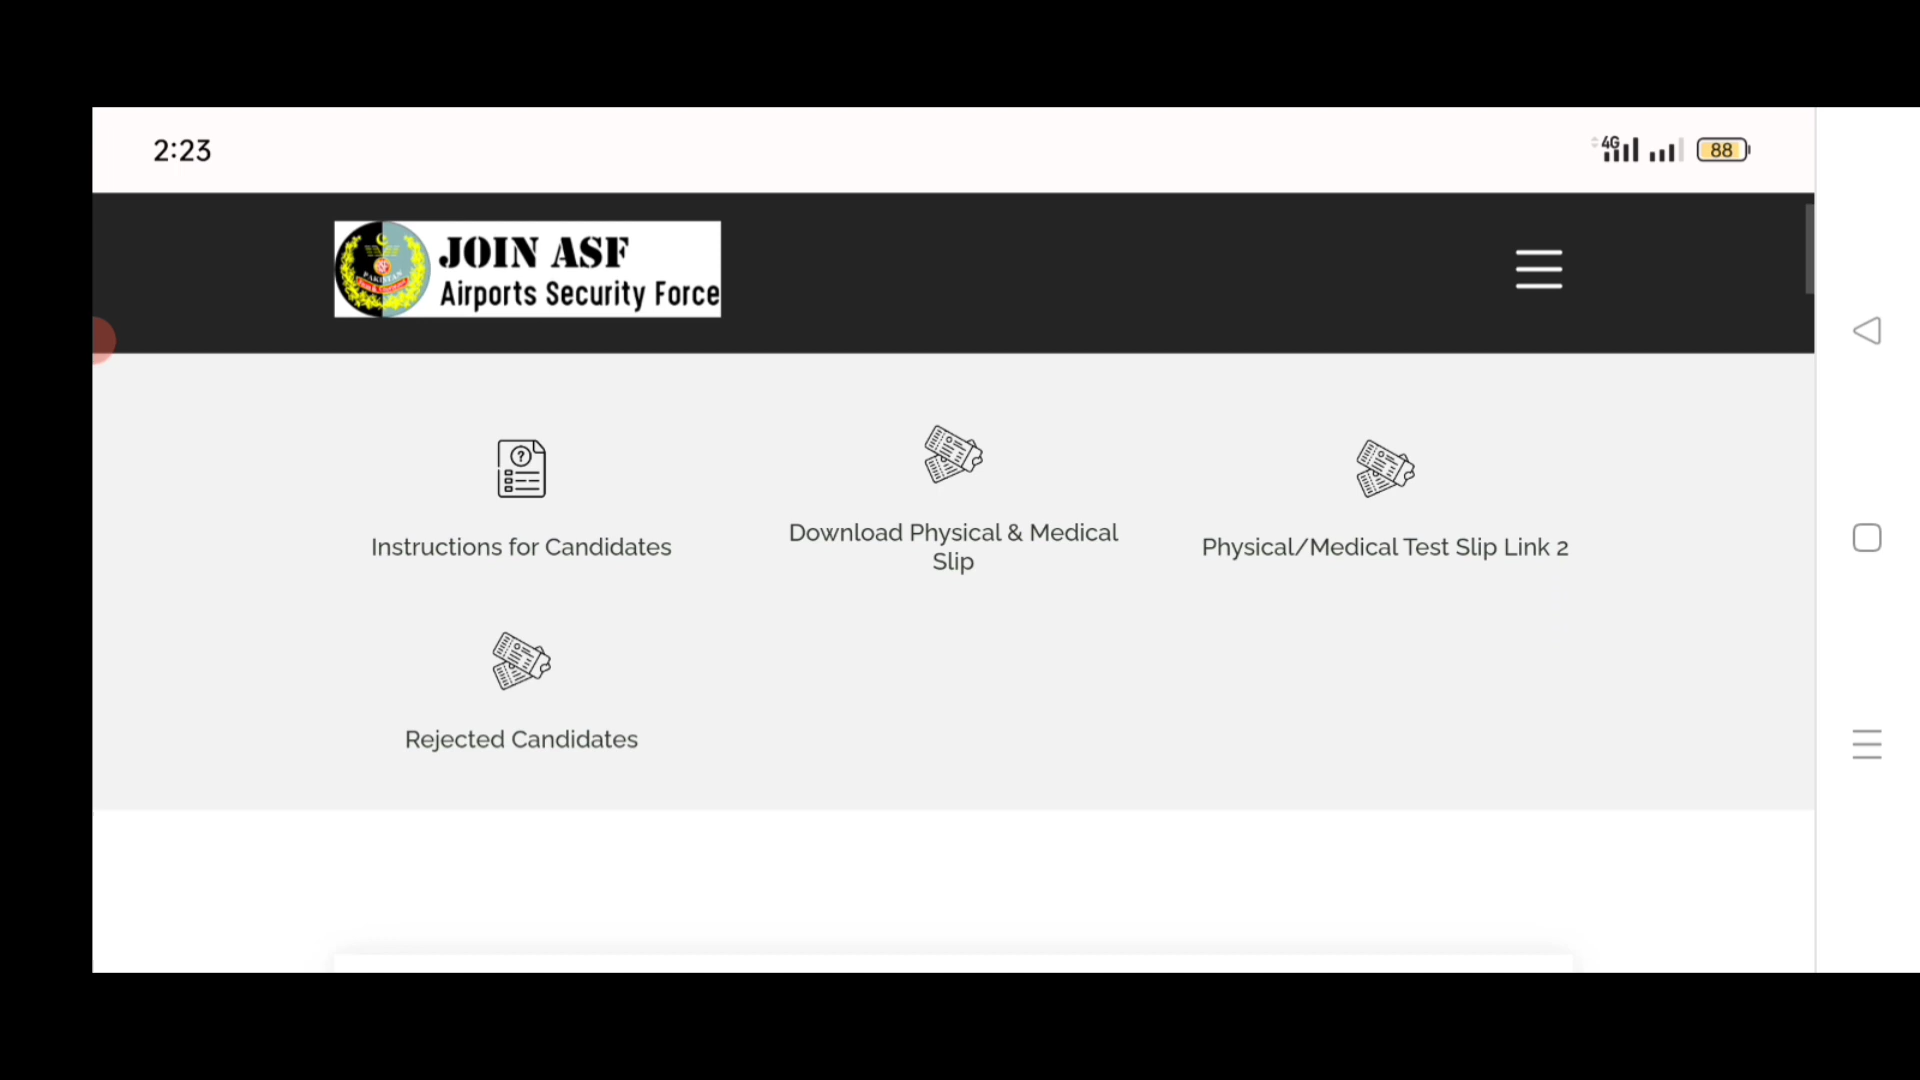 2:23
4G
88
JOIN ASF
Airports Security Force
PAKISTAN
Instructions for Candidates
Download Physical & Medical
Slip
Physical/Medical Test Slip Link 2
Rejected Candidates